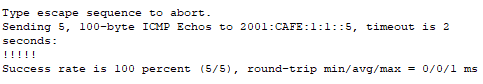 Type escape sequence to abort.
Sending 5, 100-byte ICMP Echos to 2001:CAFE:1:1::5, timeout is 2
seconds:
!!!!!
Success rate is 100 percent (5/5), round-trip min/avg/max = 0/0/1 ms